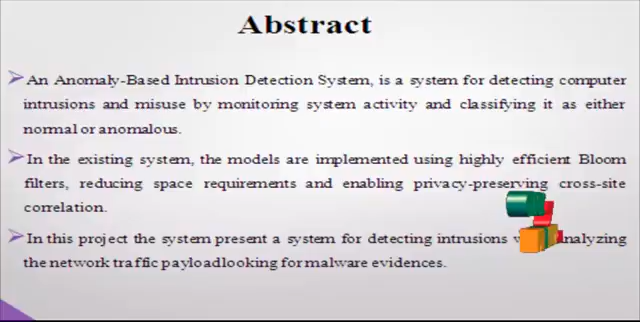 Abstract
An Anomaly-Based Intrusion Detection System, is a system for detecting computer
intrusions and misuse by monitoring system activity and classifying it as either
normal or anomalous.
In the existing system, the models are implemented using highly efficient Bloom
filters, reducing space requirements and enabling privacy-preserving cross-site
correlation.
In this project the system present a system for detecting intrusions analyzing
the network traffic payloadlooking for malware evidences.